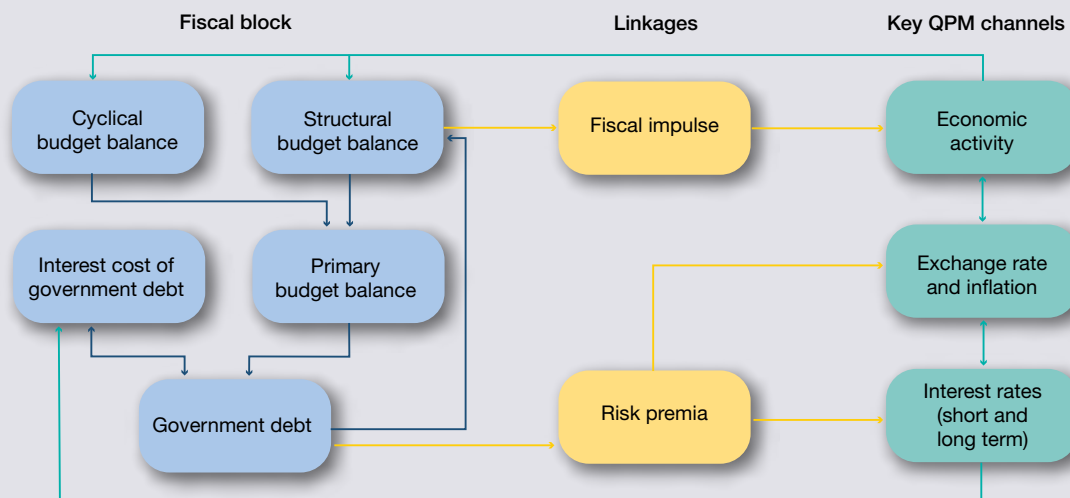 Fiscal block
Linkages
Key QPM channels
Cyclical
budget balance
Structural
budget balance
Fiscal impulse
Economic
activity
Interest cost of
government debt
Primary
budget balance
Exchange rate
and inflation
Government debt
Risk premia
Interest rates
(short and
long term)